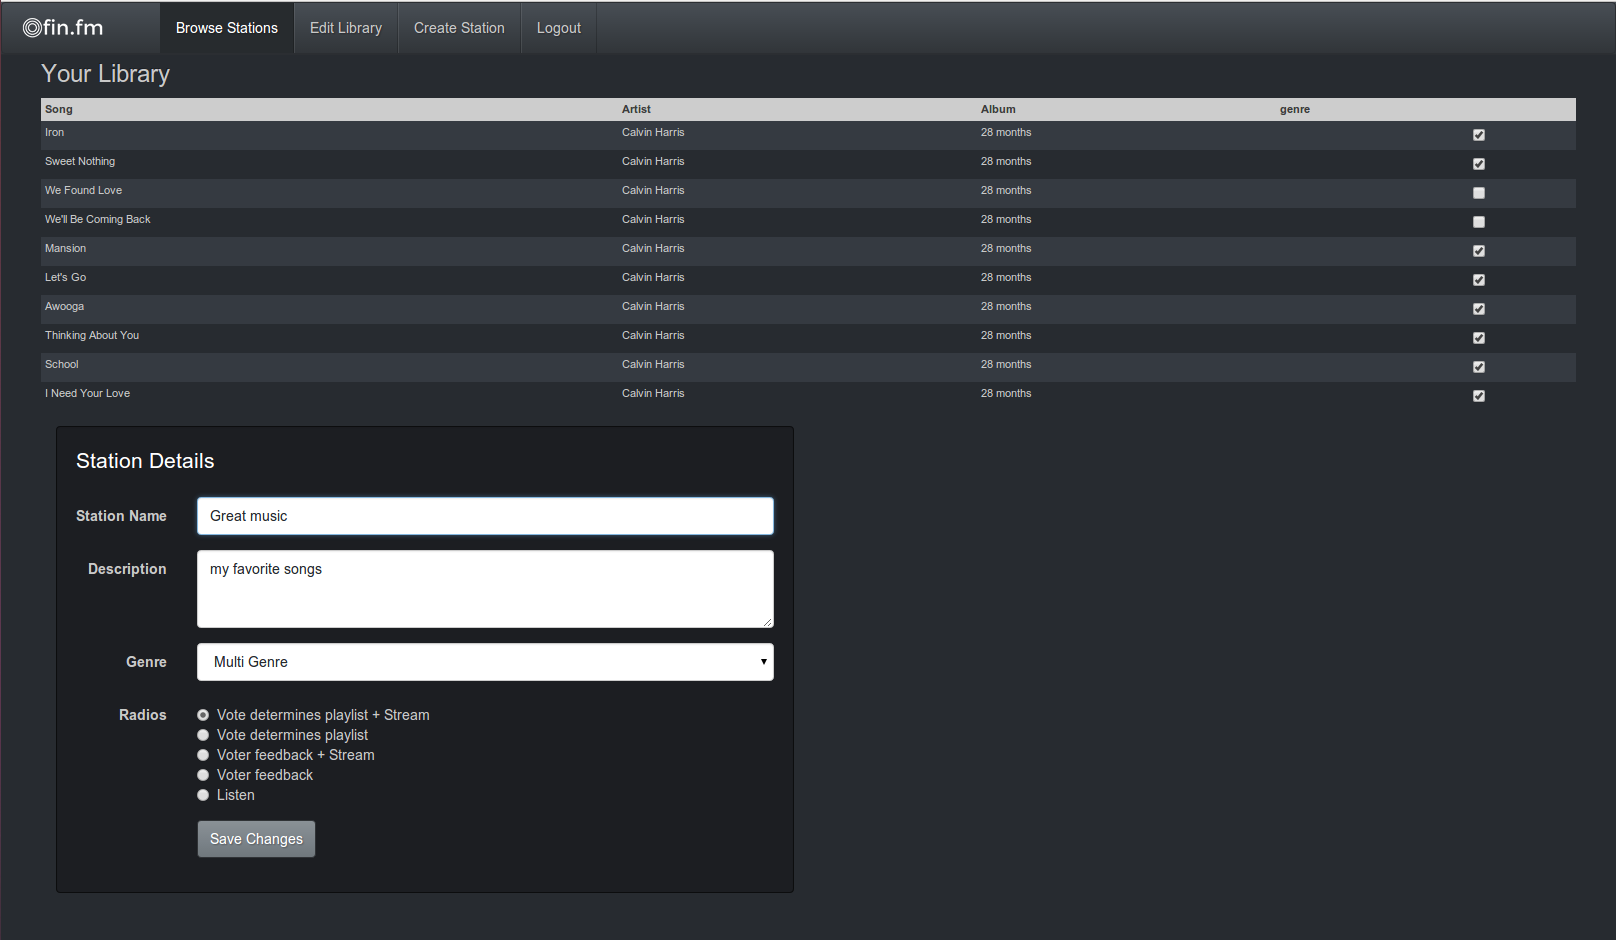 fin.fm Browse Stations Edit Library Create Station Logout
Your Library
Song Artist Album genre
Iron Calvin Harris 28 months
Sweet Nothing Calvin Harris 28 months
We Found Love Calvin Harris 28 months
We'll Be Coming Back Calvin Harris 28 months
Mansion Calvin Harris 28 months
Let's Go Calvin Harris 28 months
Awooga Calvin Harris 28 months
Thinking About You Calvin Harris 28 months
School Calvin Harris 28 months
I Need Your Love Calvin Harris 28 months
Station Details
Station Name Great music
Description my favorite songs
Genre Multi Genre
Radios Vote determines playlist + Stream
Vote determines playlist
Voter feedback + Stream
Voter feedback
Listen
Save Changes